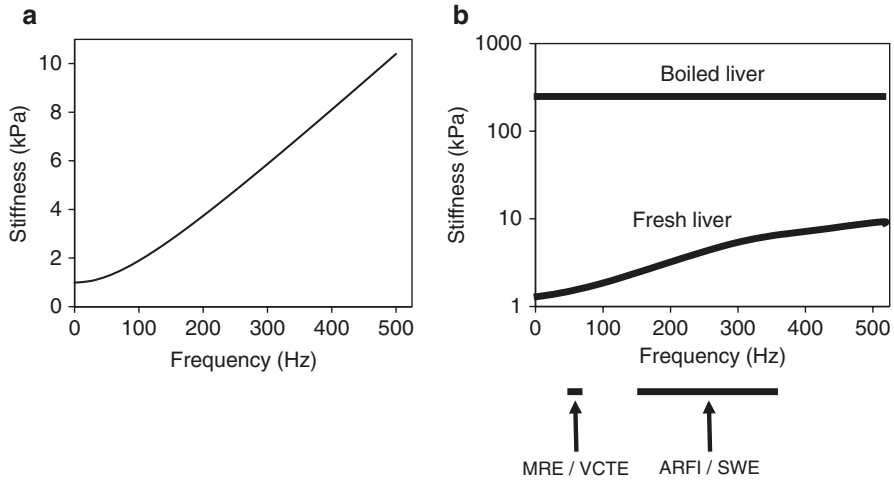 a
10
8
6
4
2
0
Stiffness (kPa)
0 100 200 300 400 500
Frequency (Hz)
b
1000
100
10
1
Stiffness (kPa)
Boiled liver
Fresh liver
0 100 200 300 400 500
Frequency (Hz)
MRE / VCTE
ARFI / SWE